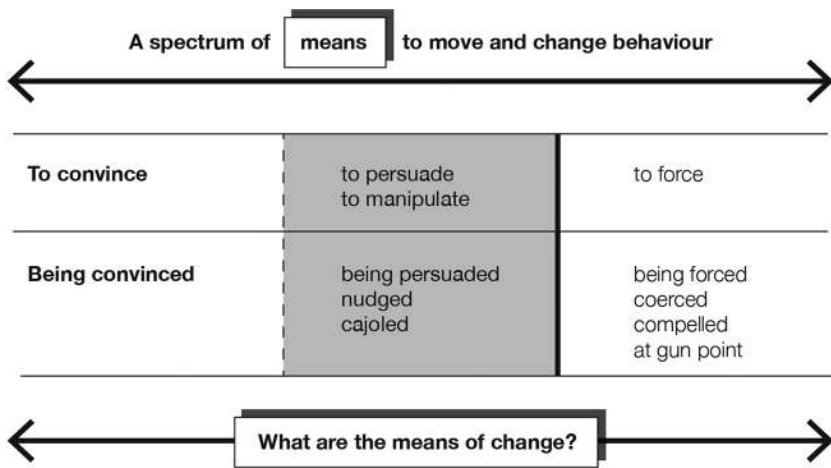 A spectrum of means to move and change behaviour
To convince
to persuade
to manipulate
to force
Being convinced
being persuaded
nudged
cajoled
being forced
coerced
compelled
at gun point
What are the means of change?